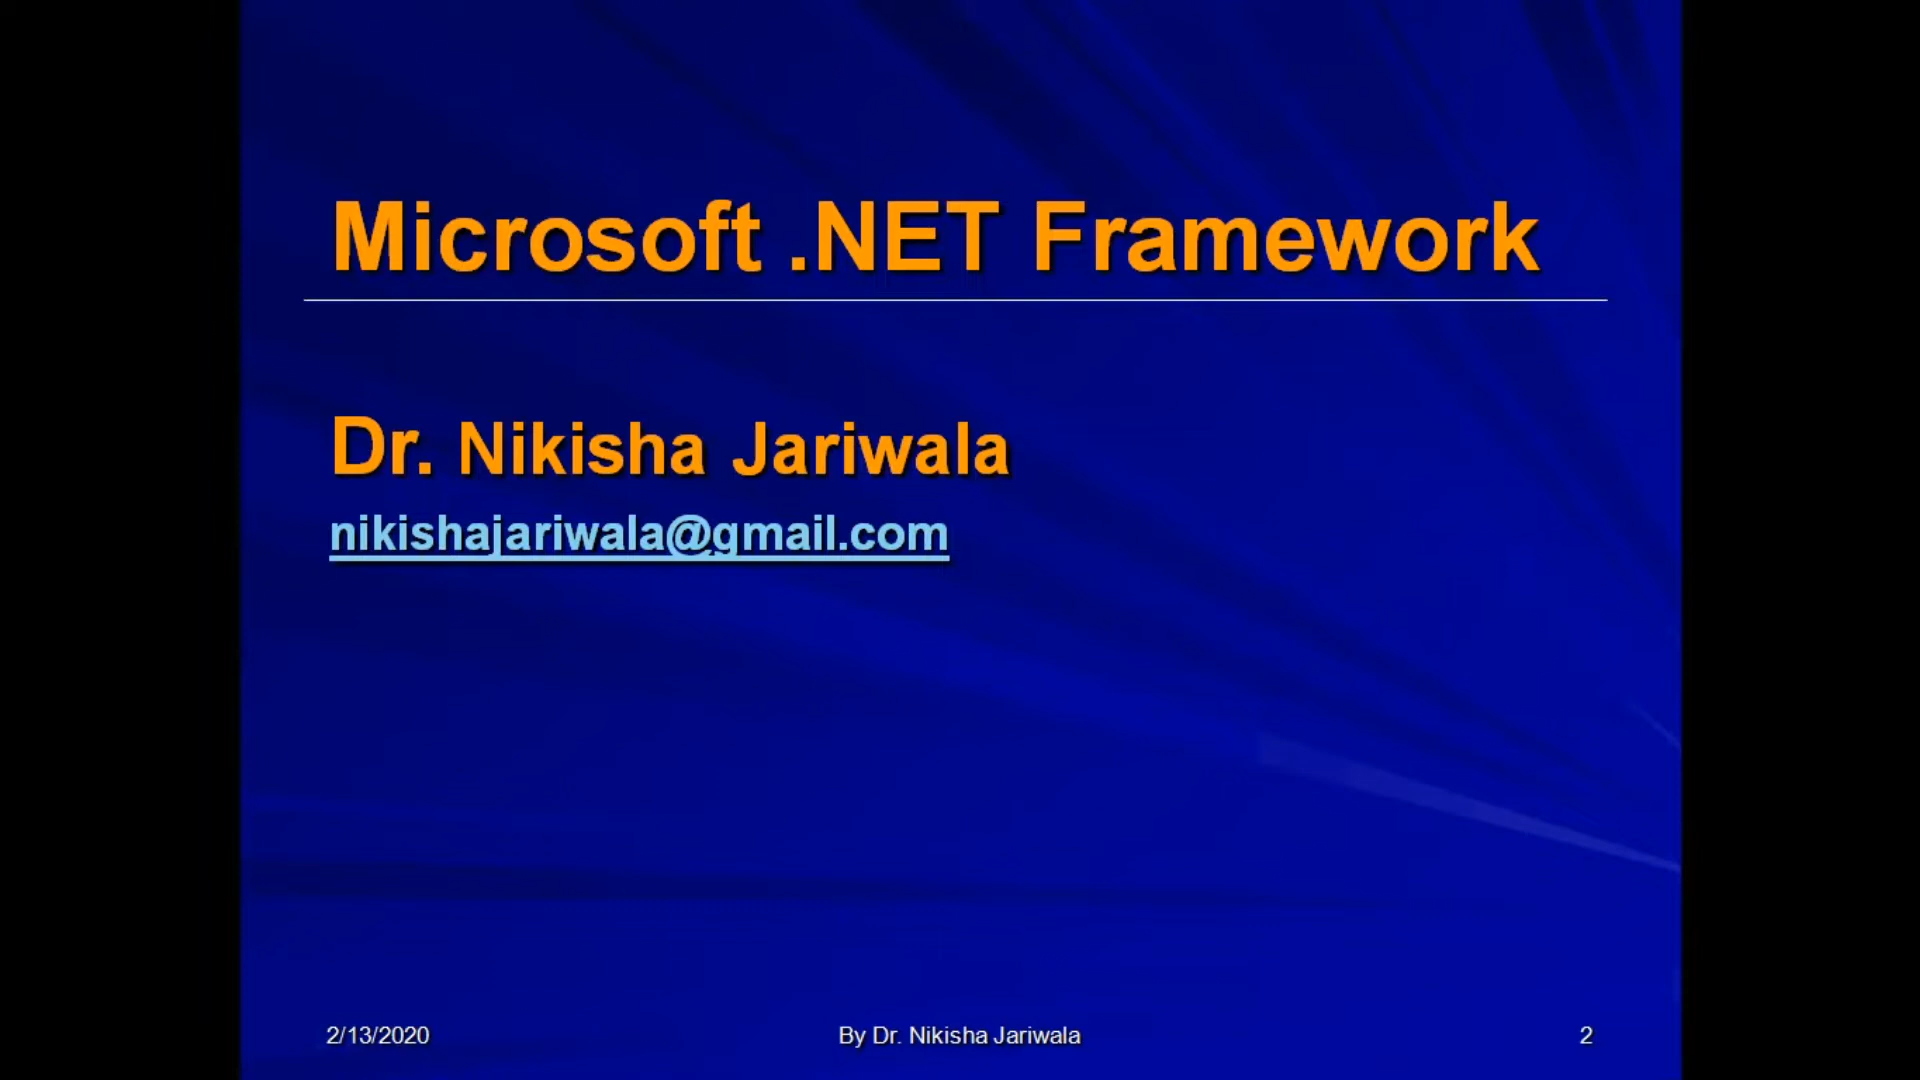 Microsoft .NET Framework
Dr. Nikisha Jariwala
nikishajariwala@gmail.com
2/13/2020
By Dr. Nikisha Jariwala
2